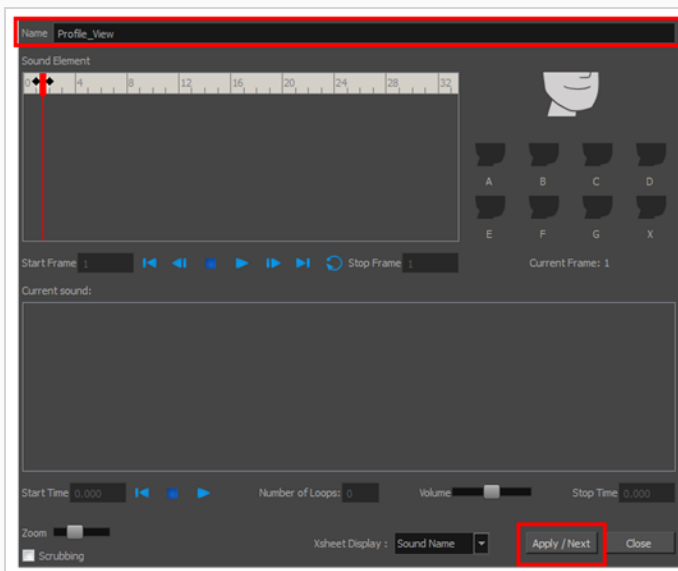 Name Profile_View
Sound Element
0 4 8 12 16 20 24 28 32
A B C D
E F G X
Start Frame 1 Stop Frame 1 Current Frame: 1
Current sound:
Start Time 0.000 Number of Loops: 0 Volume Stop Time 0.000
Zoom
Xsheet Display : Sound Name Apply / Next Close
Scrubbing